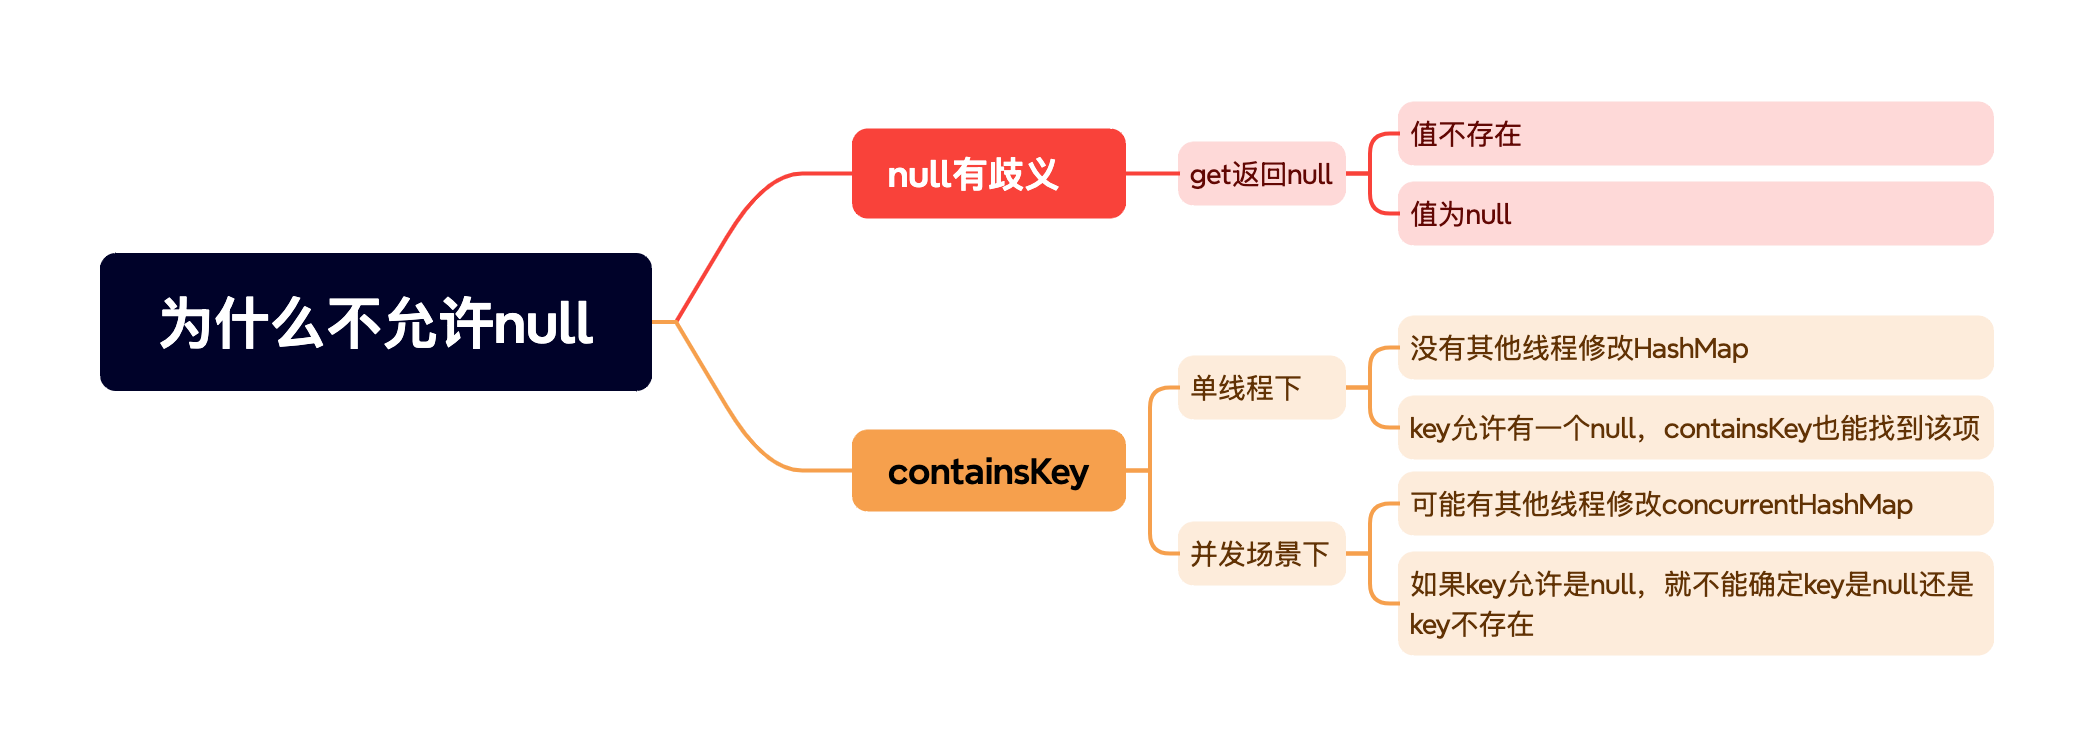 为什么不允许null
null有歧义
get返回null
值不存在
值为null
containsKey
单线程下
没有其他线程修改HashMap
key允许有一个null，containsKey也能找到该项
并发场景下
可能有其他线程修改concurrentHashMap
如果key允许是null，就不能确定key是null还是
key不存在